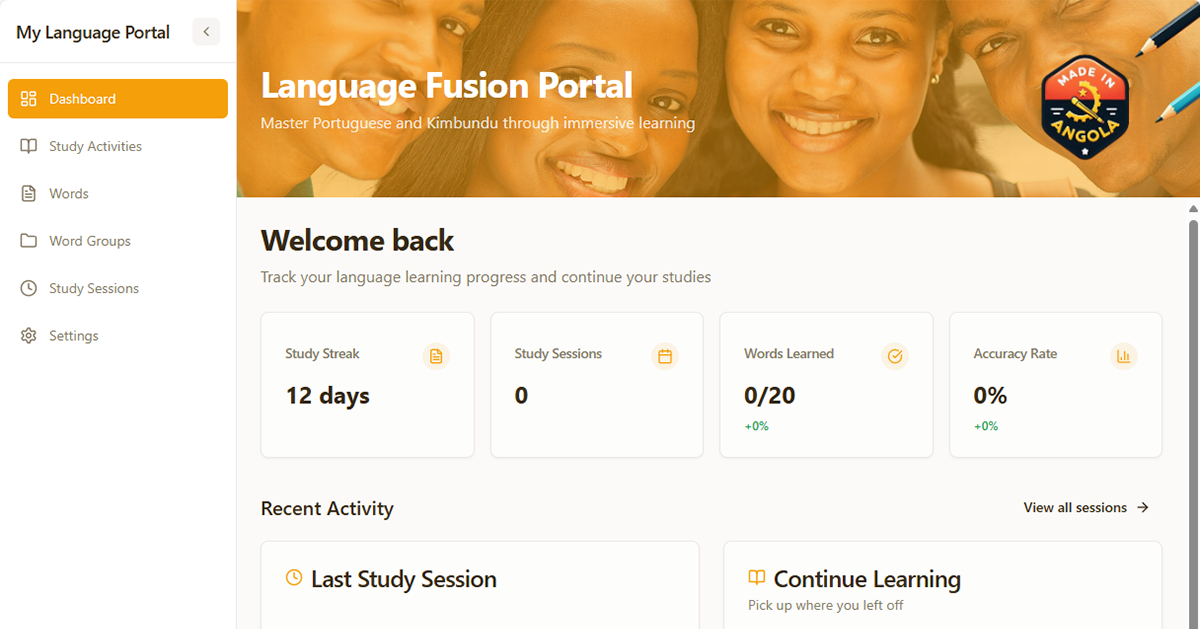 My Language Portal
Dashboard
Study Activities
Words
Word Groups
Study Sessions
Settings
Language Fusion Portal
Master Portuguese and Kimbundu through immersive learning
MADE IN
ANGOLA
Welcome back
Track your language learning progress and continue your studies
Study Streak
12 days
Study Sessions
0
Words Learned
0/20
+0%
Accuracy Rate
0%
+0%
Recent Activity
View all sessions
Last Study Session
Continue Learning
Pick up where you left off